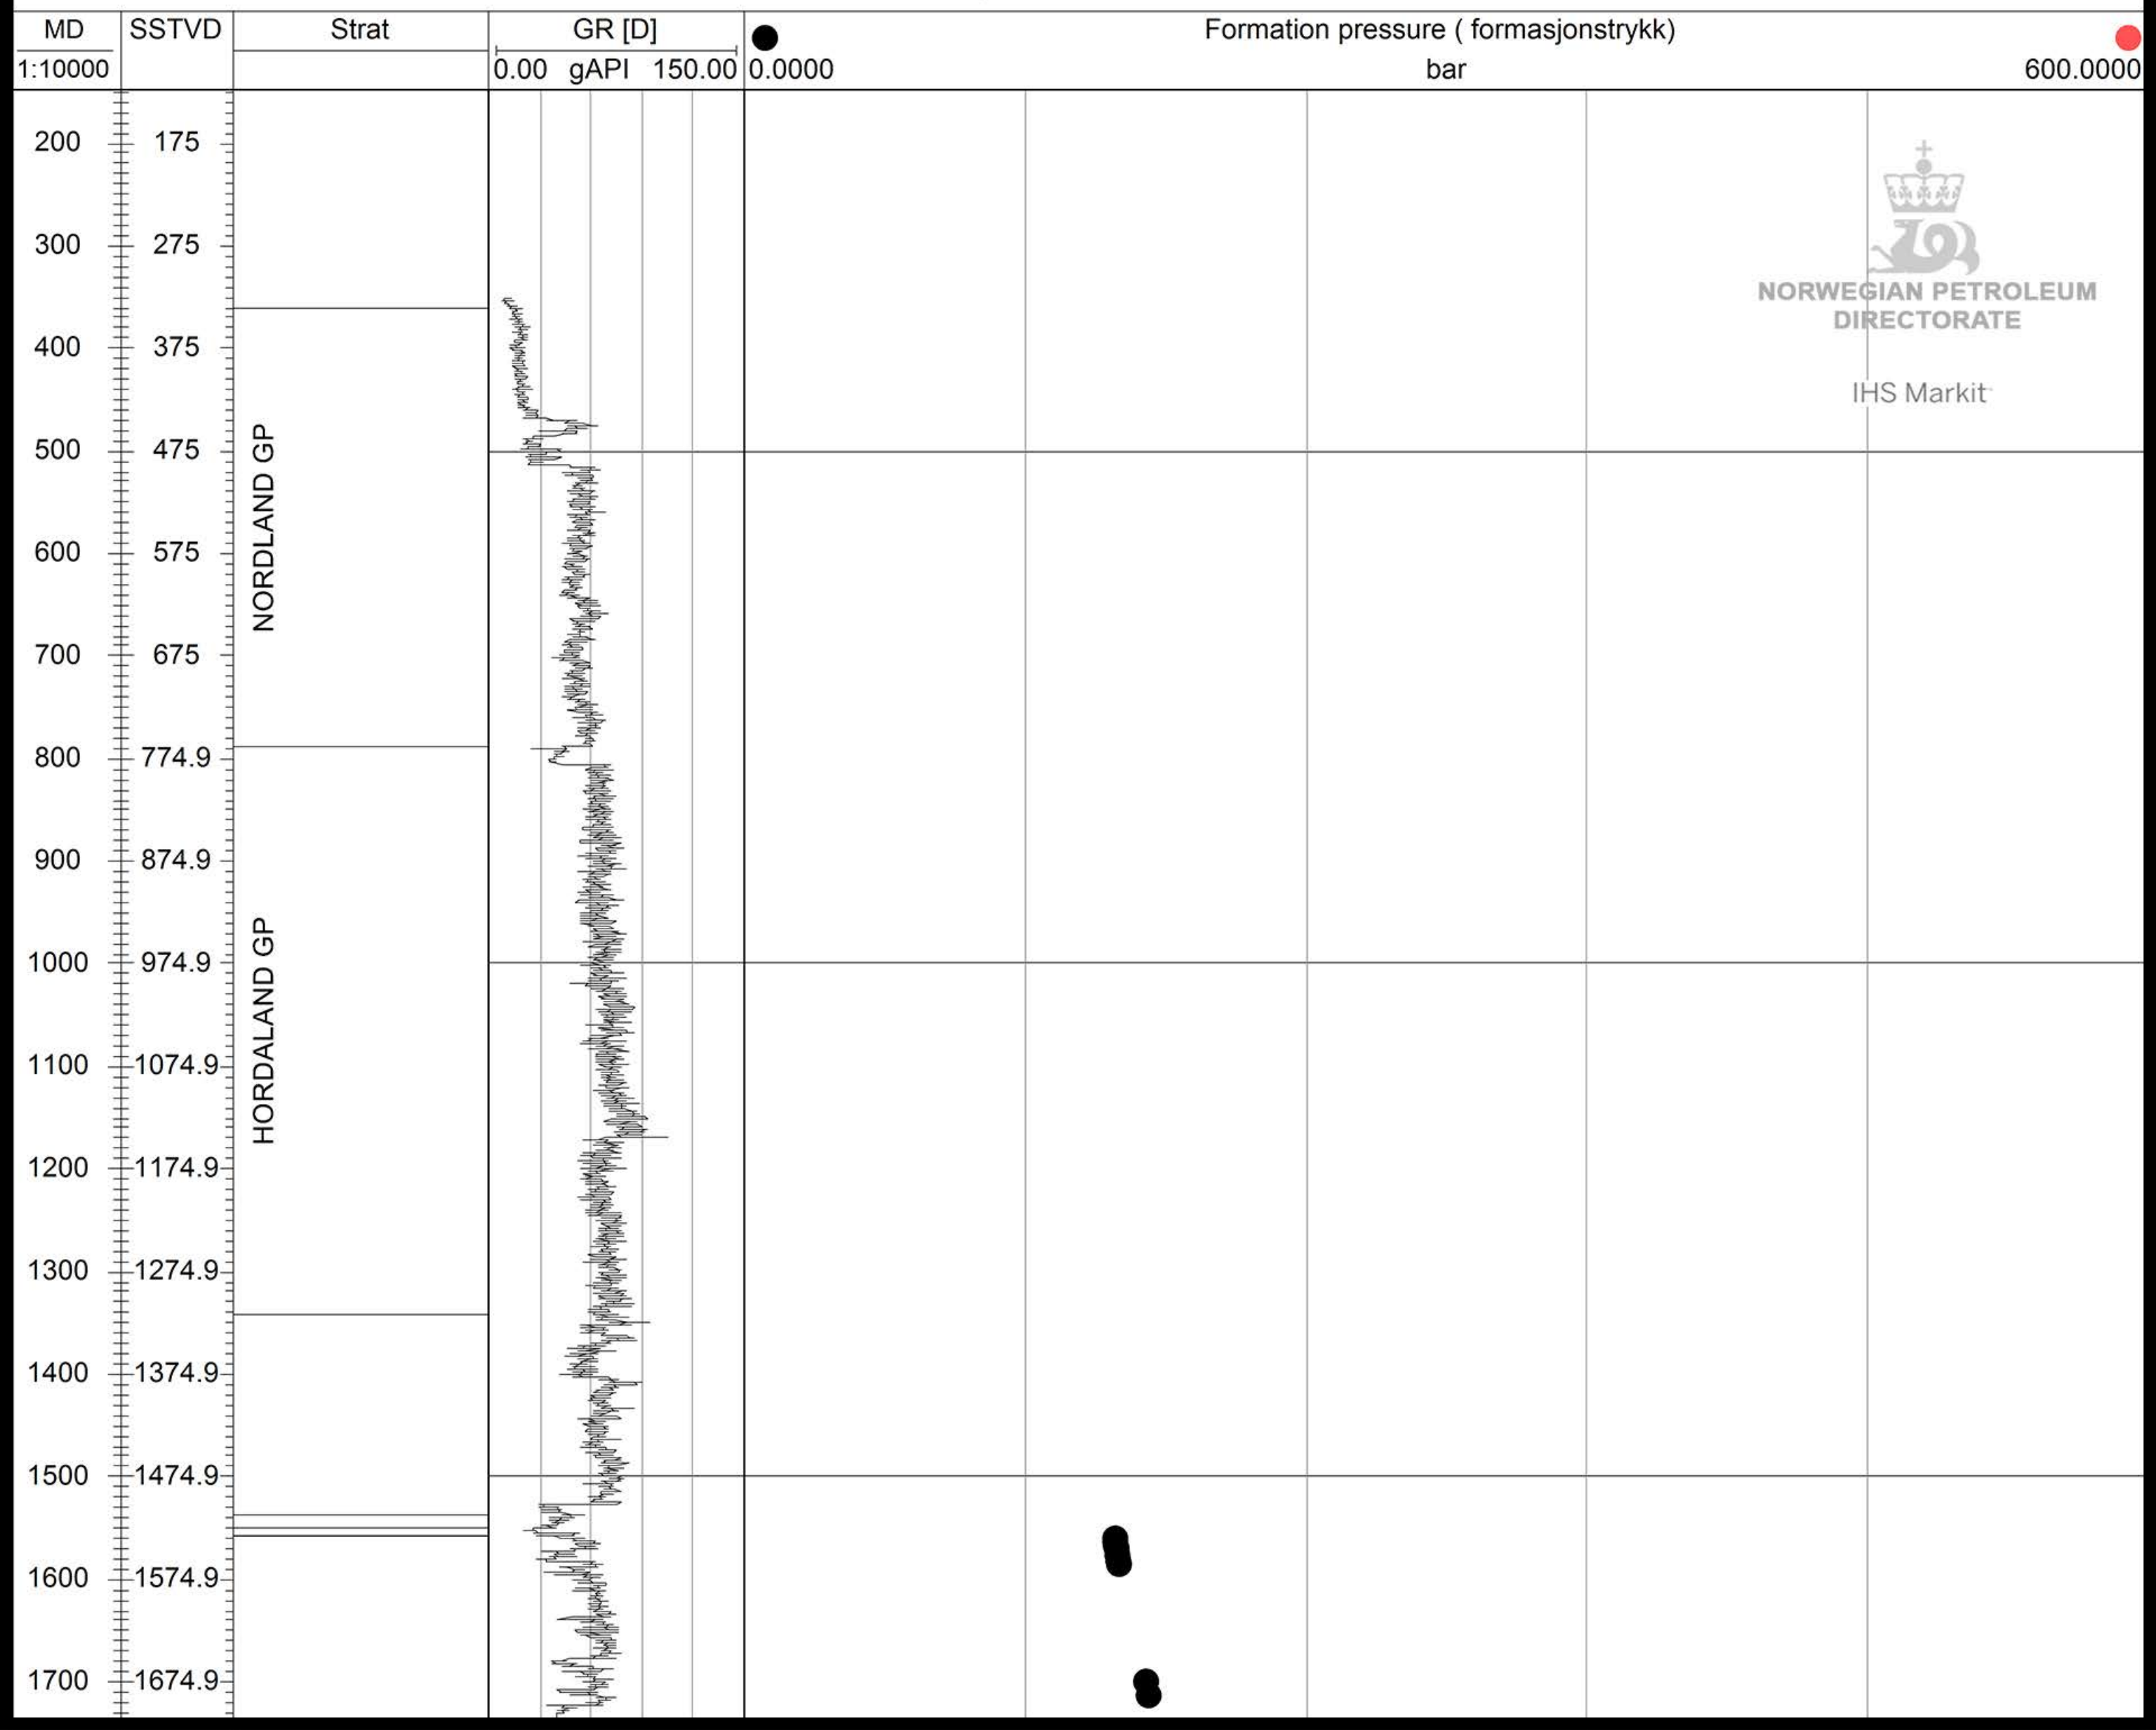 MD SSTVD Strat GR [D] Formation pressure ( formasjonstrykk)
1:10000 0.00 gAPI 150.00 0.0000 bar 600.0000
200 175
300 275
NORWEGIAN PETROLEUM
DIRECTORATE
400 375
IHS Markit
500 475
NORDLAND GP
600 575
700 675
800 774.9
900 874.9
1000 974.9
HORDALAND GP
1100 1074.9
1200 1174.9
1300 1274.9
1400 1374.9
1500 1474.9
1600 1574.9
1700 1674.9